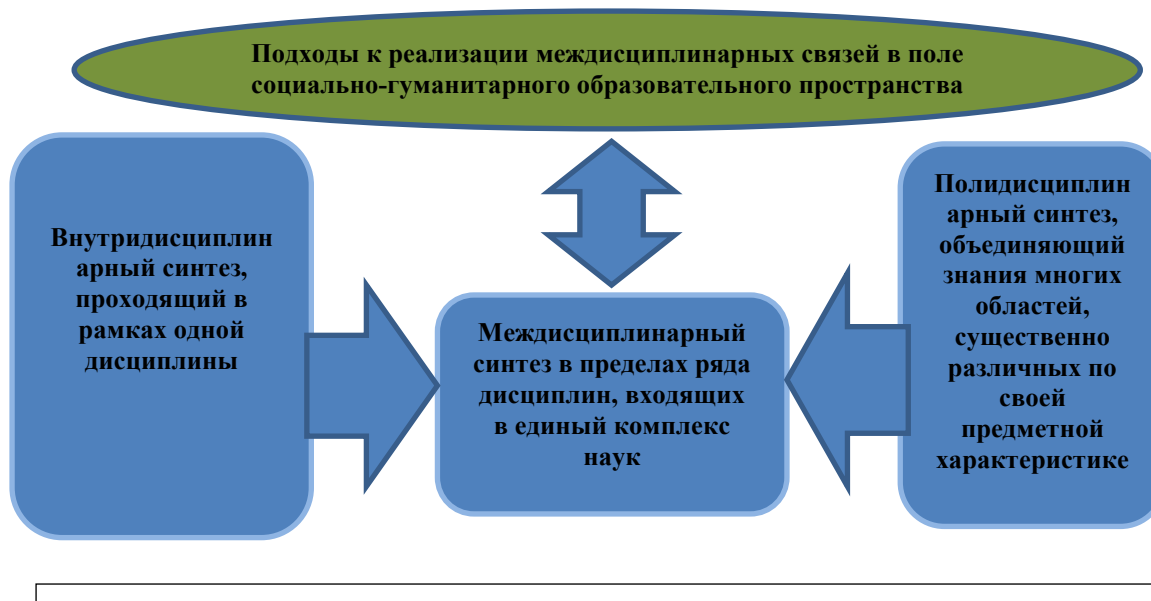 Подходы к реализации междисциплинарных связей в поле
социально-гуманитарного образовательного пространства
Внутридисциплин
арный синтез,
проходящий в
рамках одной
дисциплины
Междисциплинарный
синтез в пределах ряда
дисциплин, входящих
в единый комплекс
наук
Полидисциплин
арный синтез,
объединяющий
знания многих
областей,
существенно
различных по
своей
предметной
характеристике